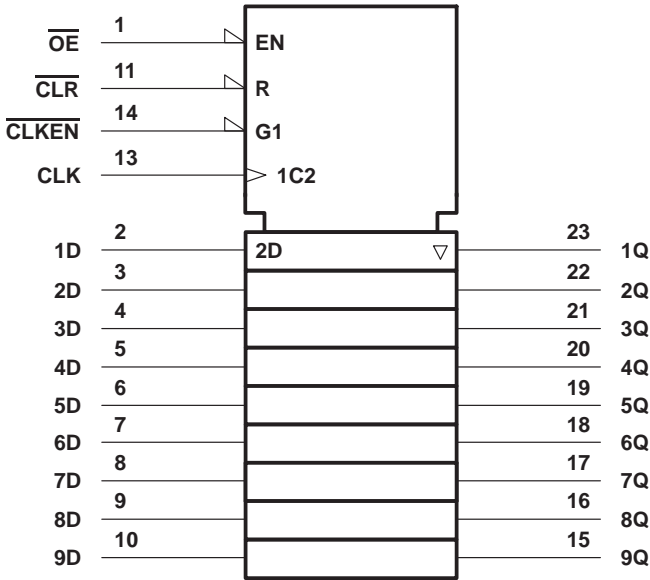 OE 1 EN
CLR 11 R
CLKEN 14 G1
CLK 13 1C2
1D 2 2D 23 1Q
2D 3 22 2Q
3D 4 21 3Q
4D 5 20 4Q
5D 6 19 5Q
6D 7 18 6Q
7D 8 17 7Q
8D 9 16 8Q
9D 10 15 9Q